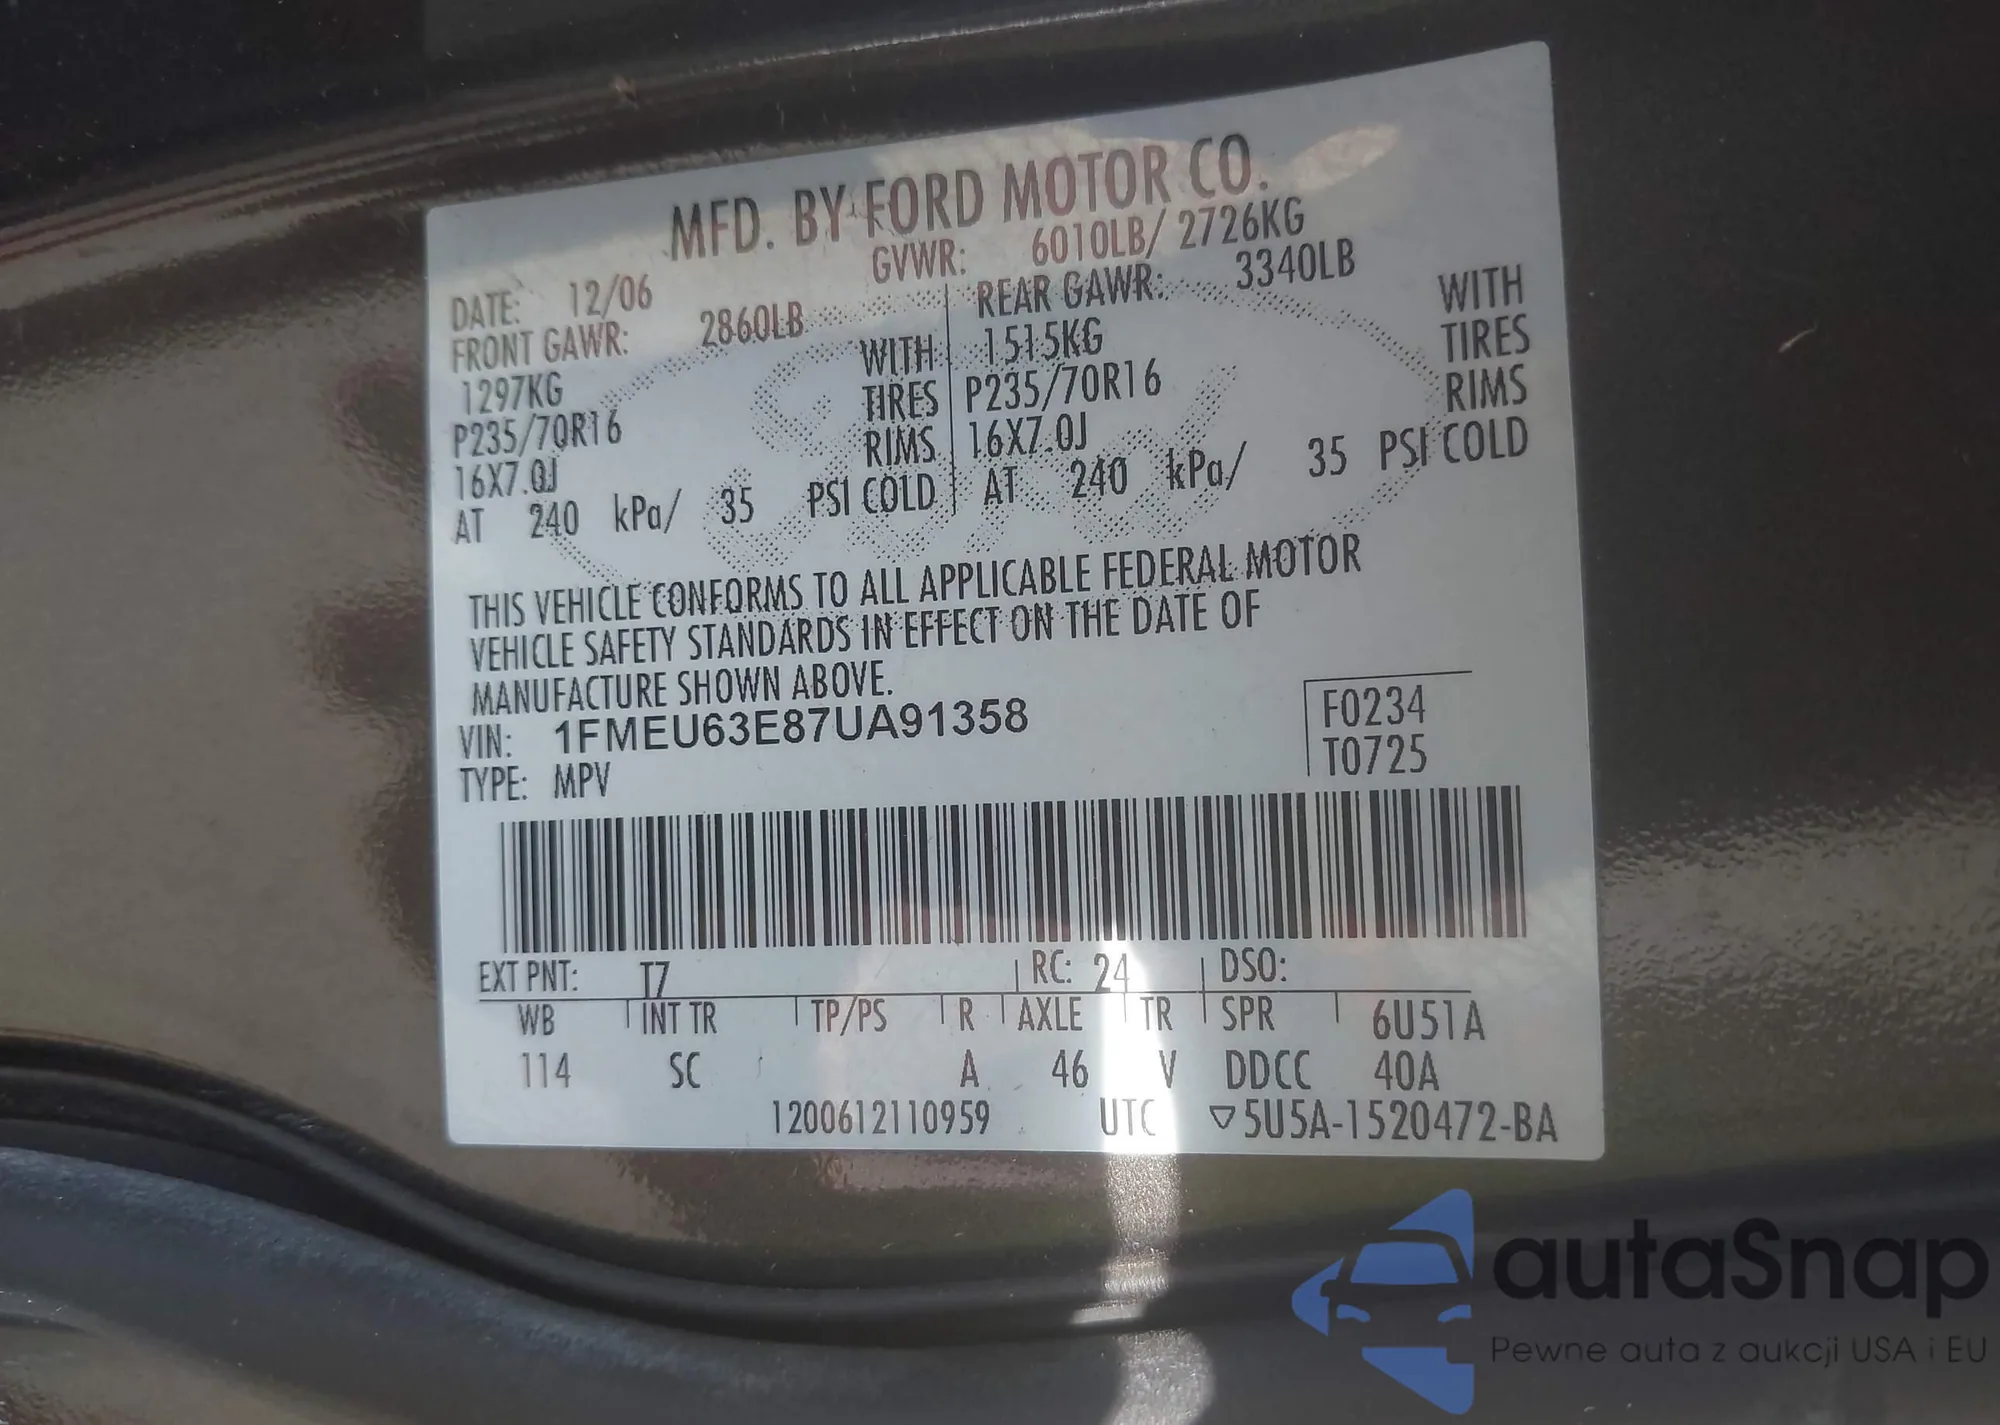 MFD. BY FORD MOTOR CO.
GVWR: 6010LB/ 2726KG
DATE: 12/06
FRONT GAWR: 2860LB
1297KG WITH
P235/70R16 TIRES
16X7.0J RIMS
AT 240 kPa/ 35 PSI COLD
REAR GAWR: 3340LB
1515KG WITH
P235/70R16 TIRES
16X7.0J RIMS
AT 240 kPa/ 35 PSI COLD
THIS VEHICLE CONFORMS TO ALL APPLICABLE FEDERAL MOTOR
VEHICLE SAFETY STANDARDS IN EFFECT ON THE DATE OF
MANUFACTURE SHOWN ABOVE.
VIN: 1FMEU63E87UA91358
TYPE: MPV
F0234
T0725
EXT PNT: T7 RC: 24 DSO:
WB INT TR TP/PS R AXLE TR SPR 6U51A
114 SC A 46 V DDCC 40A
1200612110959 UTC ▽5U5A-1520472-BA
autaSnap
Pewne auta z aukcji USA i EU